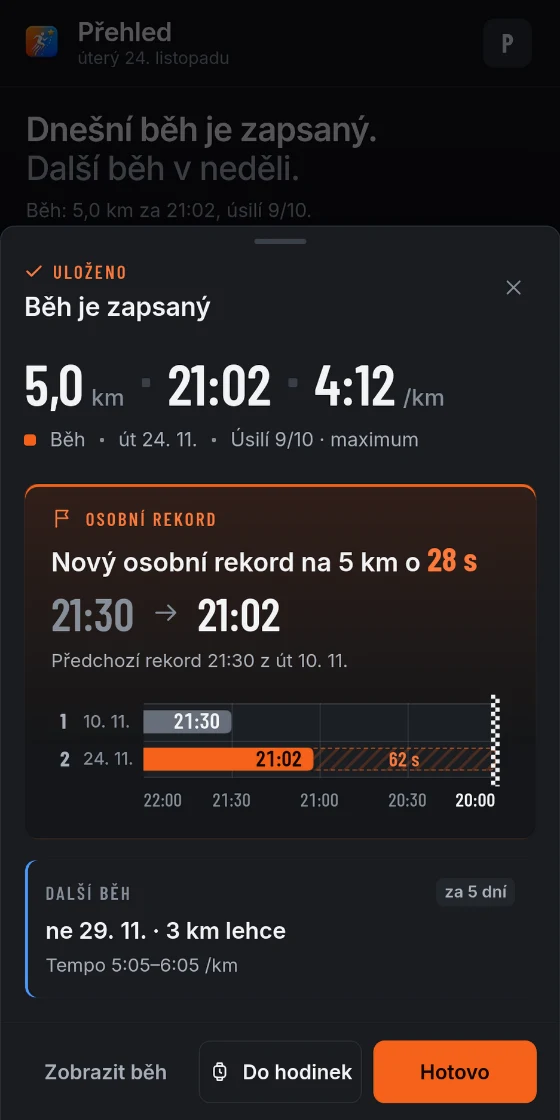 Přehled
úterý 24. listopadu
P
Dnešní běh je zapsaný.
Další běh v neděli.
Běh: 5,0 km za 21:02, úsilí 9/10.
ULOŽENO
Běh je zapsaný
5,0 km ▪ 21:02 ▪ 4:12 /km
Běh ▪ út 24. 11. ▪ Úsilí 9/10 · maximum
OSOBNÍ REKORD
Nový osobní rekord na 5 km o 28 s
21:30 → 21:02
Předchozí rekord 21:30 z út 10. 11.
1 10. 11. 21:30
2 24. 11. 21:02 62 s
22:00 21:30 21:00 20:30 20:00
DALŠÍ BĚH za 5 dní
ne 29. 11. · 3 km lehce
Tempo 5:05–6:05 /km
Zobrazit běh Do hodinek Hotovo